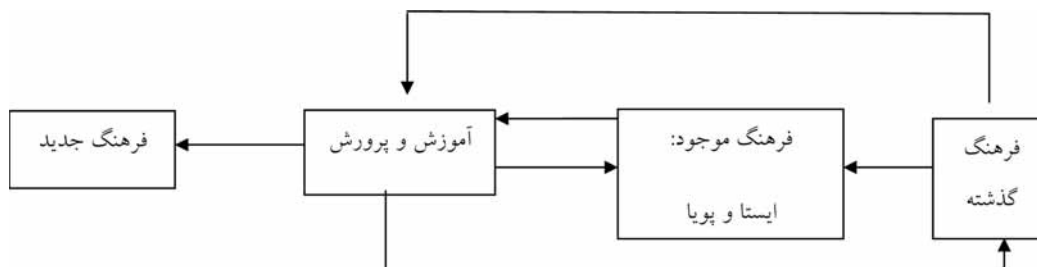 فرهنگ
گذشته
فرهنگ موجود:
ایستا و پویا
آموزش و پرورش
فرهنگ جدید